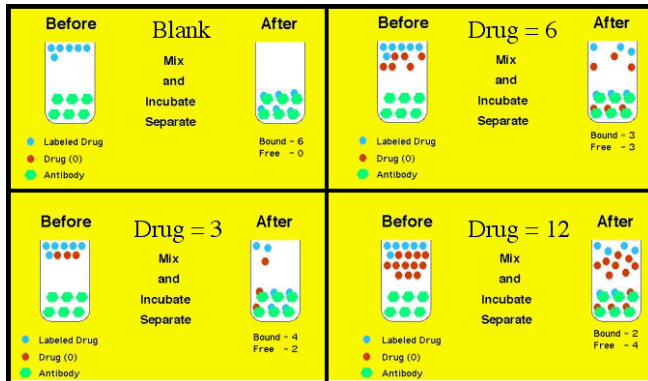 Before Blank After
Mix
and
Incubate
Separate
Labeled Drug
Drug (0)
Antibody
Bound - 6
Free - 0
Before Drug = 6 After
Mix
and
Incubate
Separate
Labeled Drug
Drug (0)
Antibody
Bound - 3
Free - 3
Before Drug = 3 After
Mix
and
Incubate
Separate
Labeled Drug
Drug (0)
Antibody
Bound - 4
Free - 2
Before Drug = 12 After
Mix
and
Incubate
Separate
Labeled Drug
Drug (0)
Antibody
Bound - 2
Free - 4